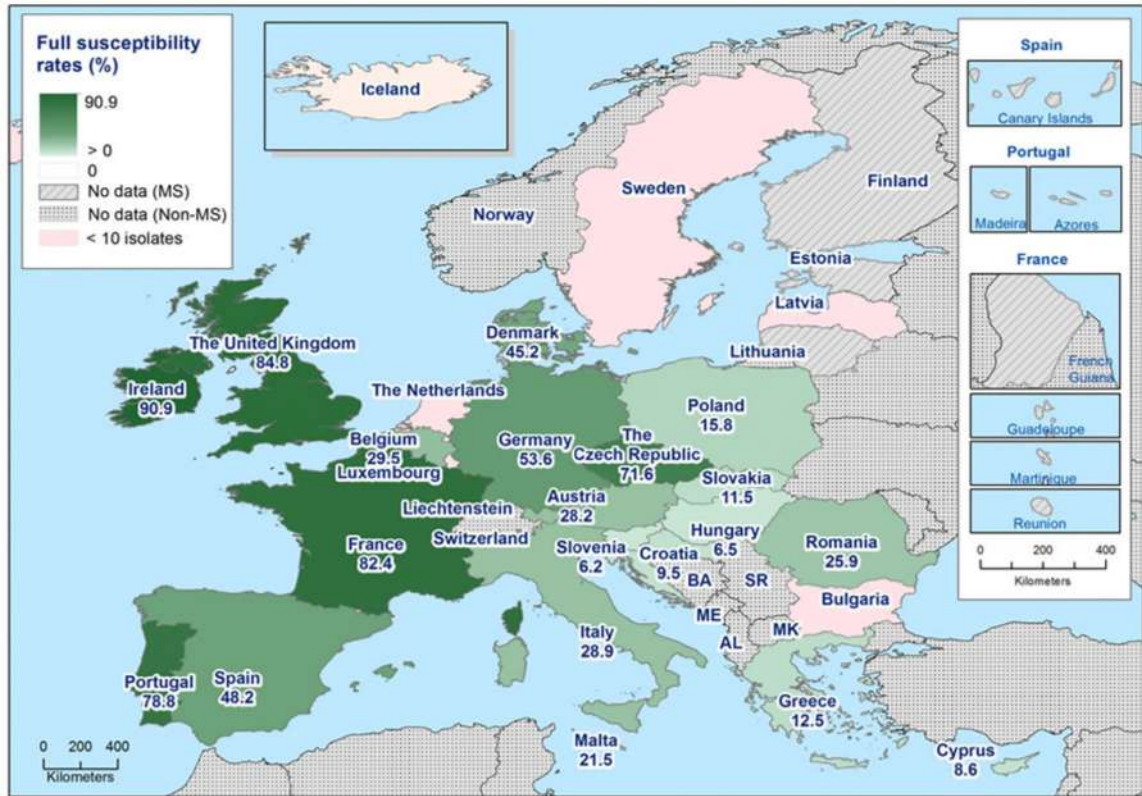 Full susceptibility
rates (%)
90.9
> 0
0
No data (MS)
No data (Non-MS)
< 10 isolates
Iceland
Norway
Sweden
Finland
Estonia
Latvia
Lithuania
Denmark
45.2
The United Kingdom
84.8
Ireland
90.9
The Netherlands
Belgium
29.5
Luxembourg
Germany
53.6
The
Czech Republic
71.6
Poland
15.8
Slovakia
11.5
Austria
28.2
Liechtenstein
Switzerland
Hungary
6.5
Slovenia
6.2
Croatia
9.5
Romania
25.9
France
82.4
BA
SR
Bulgaria
ME
MK
AL
Italy
28.9
Portugal
78.8
Spain
48.2
Greece
12.5
Malta
21.5
Cyprus
8.6
0 200 400
Kilometers
Spain
Canary Islands
Portugal
Madeira
Azores
France
French
Guiana
Guadeloupe
Martinique
Reunion
0 200 400
Kilometers